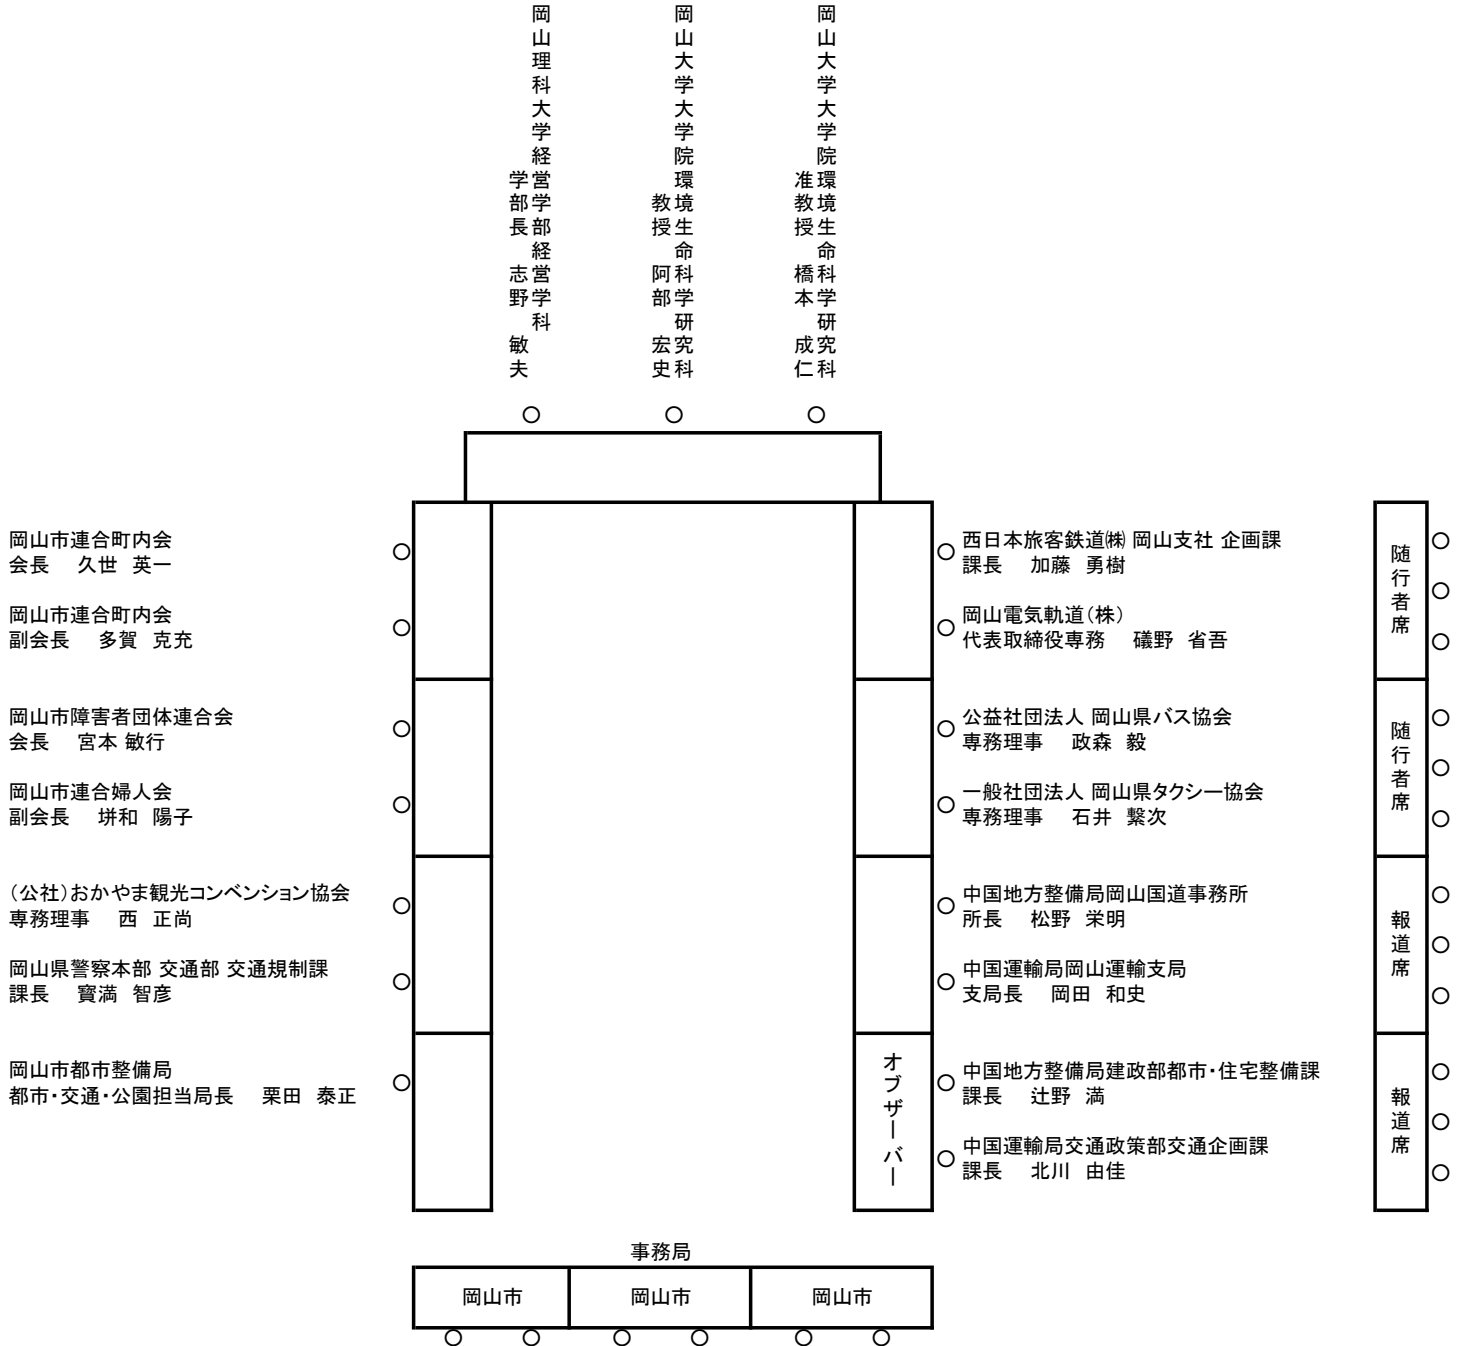 岡山理科大学経営学部経営学科
学部長 志野 敏夫
岡山大学大学院環境生命科学研究科
教授 阿部 宏史
岡山大学大学院環境生命科学研究科
准教授 橋本 成仁
岡山市連合町内会
会長 久世 英一
岡山市連合町内会
副会長 多賀 克充
岡山市障害者団体連合会
会長 宮本 敏行
岡山市連合婦人会
副会長 垪和 陽子
(公社)おかやま観光コンベンション協会
専務理事 西 正尚
岡山県警察本部 交通部 交通規制課
課長 寳満 智彦
岡山市都市整備局
都市・交通・公園担当局長 栗田 泰正
西日本旅客鉄道㈱ 岡山支社 企画課
課長 加藤 勇樹
岡山電気軌道(株)
代表取締役専務 礒野 省吾
公益社団法人 岡山県バス協会
専務理事 政森 毅
一般社団法人 岡山県タクシー協会
専務理事 石井 繋次
中国地方整備局岡山国道事務所
所長 松野 栄明
中国運輸局岡山運輸支局
支局長 岡田 和史
オブザーバー
中国地方整備局建政部都市・住宅整備課
課長 辻野 満
中国運輸局交通政策部交通企画課
課長 北川 由佳
随行者席
随行者席
報道席
報道席
事務局
岡山市
岡山市
岡山市